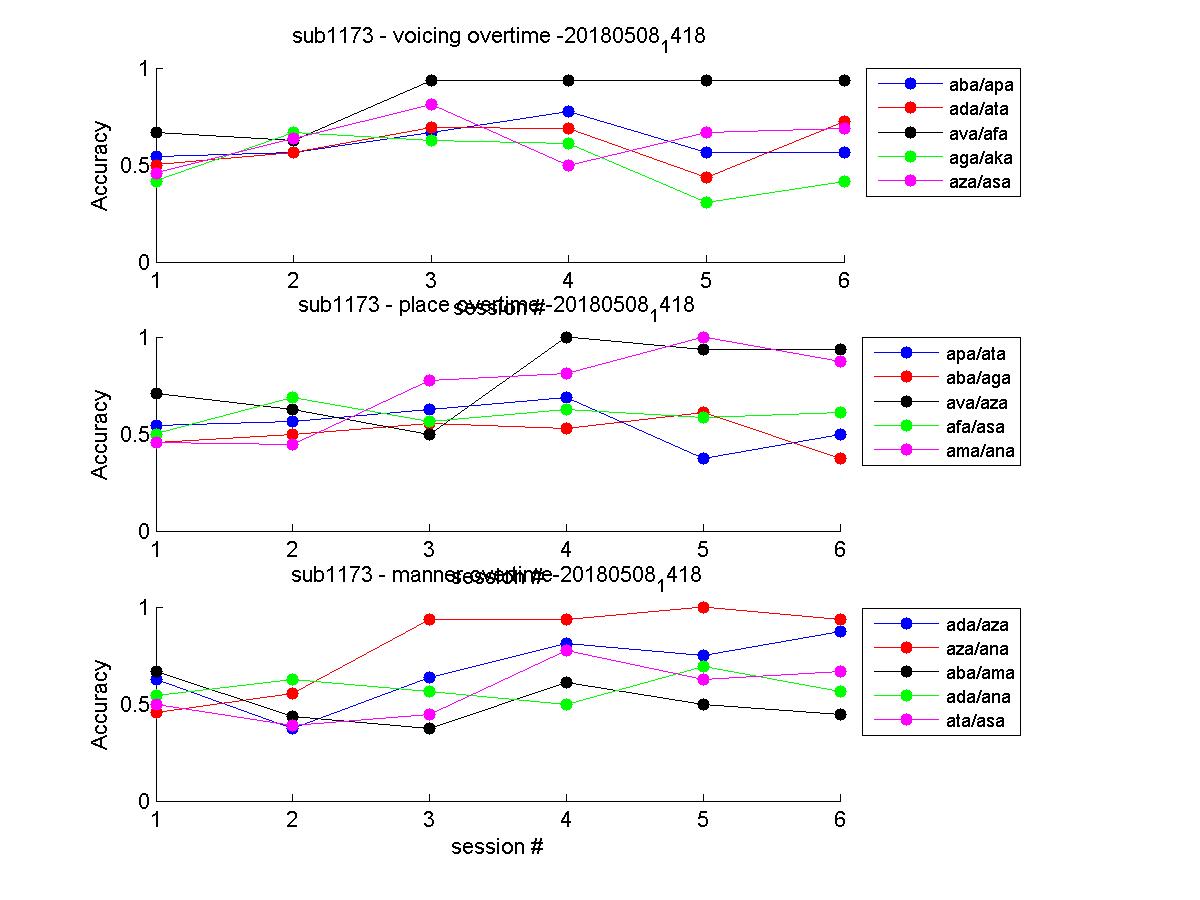 sub1173 - voicing overtime -20180508₁418
Accuracy
1
0.5
0
1 2 3 4 5 6
session #
aba/apa
ada/ata
ava/afa
aga/aka
aza/asa
sub1173 - place overtime -20180508₁418
Accuracy
1
0.5
0
1 2 3 4 5 6
session #
apa/ata
aba/aga
ava/aza
afa/asa
ama/ana
sub1173 - manner overtime-20180508₁418
Accuracy
1
0.5
0
1 2 3 4 5 6
session #
ada/aza
aza/ana
aba/ama
ada/ana
ata/asa